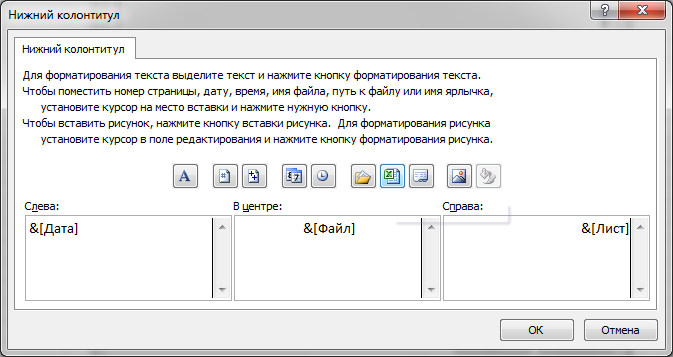 Нижний колонтитул
Нижний колонтитул
Для форматирования текста выделите текст и нажмите кнопку форматирования текста.
Чтобы поместить номер страницы, дату, время, имя файла, путь к файлу или имя ярлычка,
установите курсор на место вставки и нажмите нужную кнопку.
Чтобы вставить рисунок, нажмите кнопку вставки рисунка. Для форматирования рисунка
установите курсор в поле редактирования и нажмите кнопку форматирования рисунка.
Слева: В центре: Справа:
&[Дата] &[Файл] &[Лист]
ОК Отмена